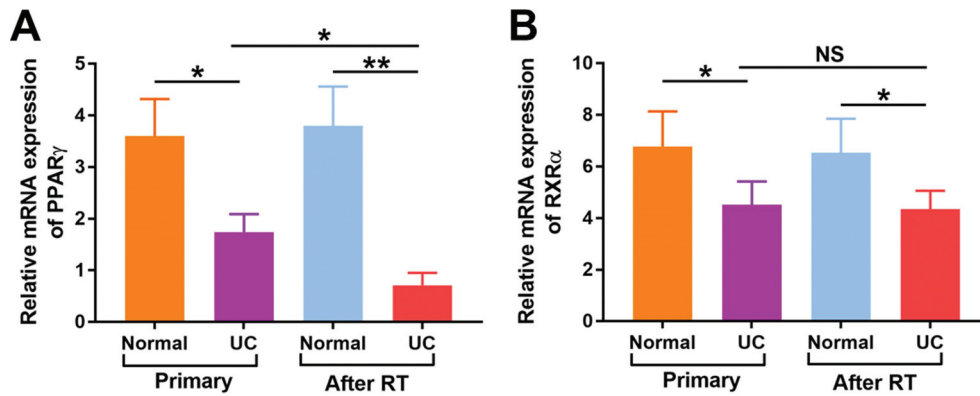 A
Relative mRNA expression
of PPARγ
5
4
3
2
1
0
*
*
**
Normal UC Normal UC
Primary After RT
B
Relative mRNA expression
of RXRα
10
8
6
4
2
0
NS
*
*
Normal UC Normal UC
Primary After RT